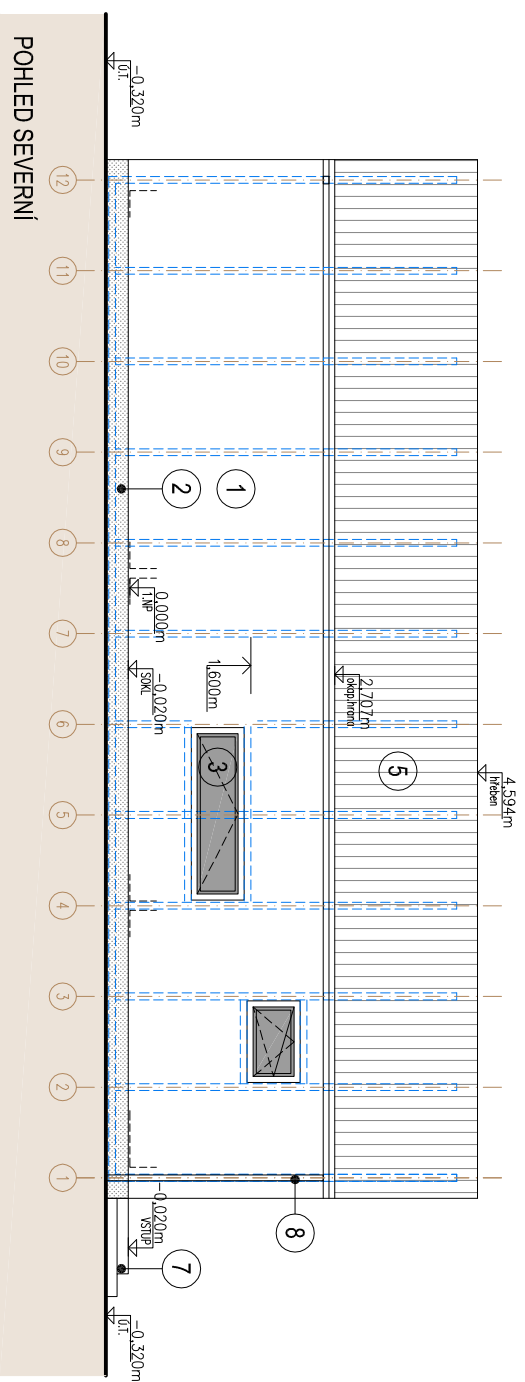 4,594m
hřeben
5
2,707m
okap.hrana
8
1,600m
1
3
2
7
-0,320m
Ú.T.
0,000m
1.NP
-0,020m
SOKL
-0,020m
VSTUP
-0,320m
Ú.T.
12 11 10 9 8 7 6 5 4 3 2 1
POHLED SEVERNÍ